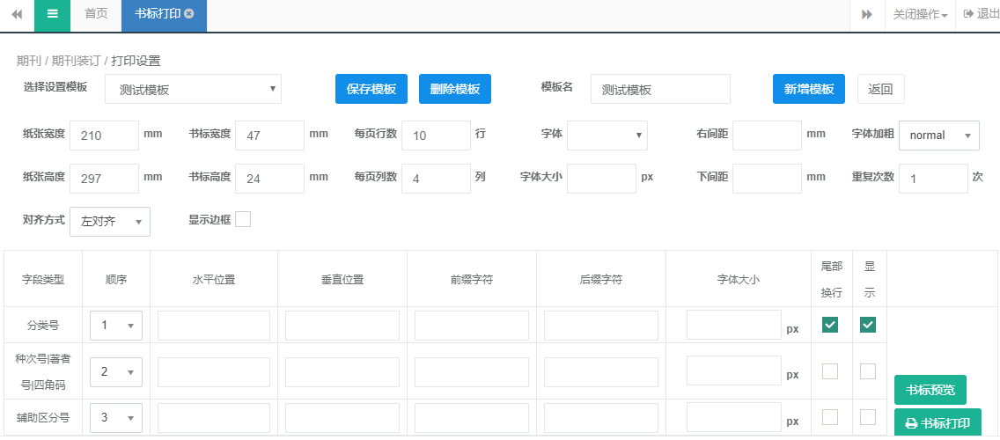 首页 书标打印 关闭操作 退出
期刊 / 期刊装订 / 打印设置
选择设置模板 测试模板 保存模板 删除模板 模板名 测试模板 新增模板 返回
纸张宽度 210 mm 书标宽度 47 mm 每页行数 10 行 字体 右间距 mm 字体加粗 normal
纸张高度 297 mm 书标高度 24 mm 每页列数 4 列 字体大小 px 下间距 mm 重复次数 1 次
对齐方式 左对齐 显示边框
字段类型 顺序 水平位置 垂直位置 前缀字符 后缀字符 字体大小 尾部换行 显示
分类号 1 px
种次号|著者号|四角码 2 px
书标预览
辅助区分号 3 px
书标打印